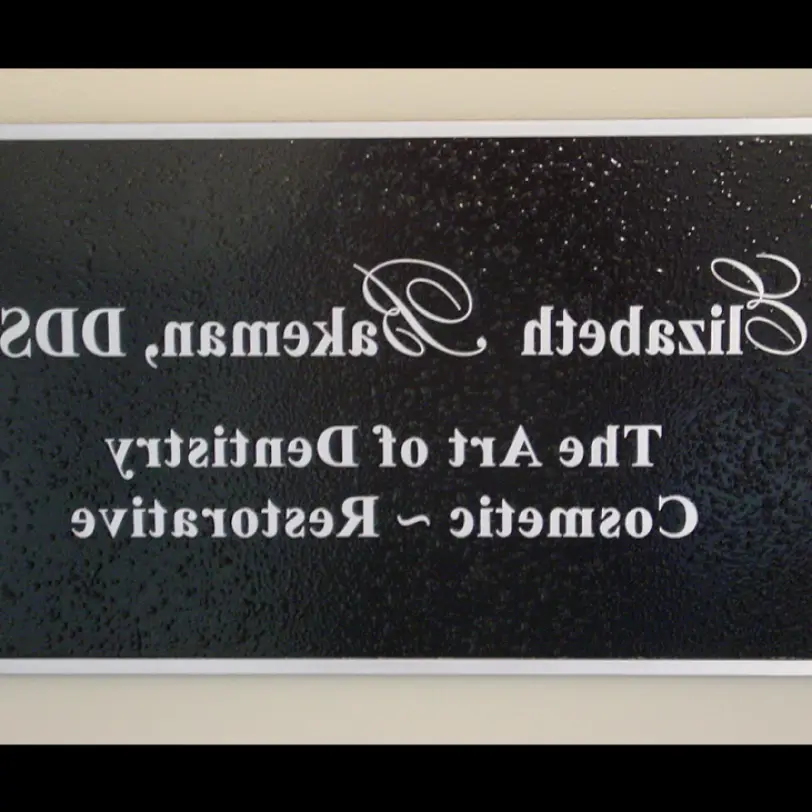 Elizabeth Bakeman, DDS
The Art of Dentistry
Cosmetic ~ Restorative